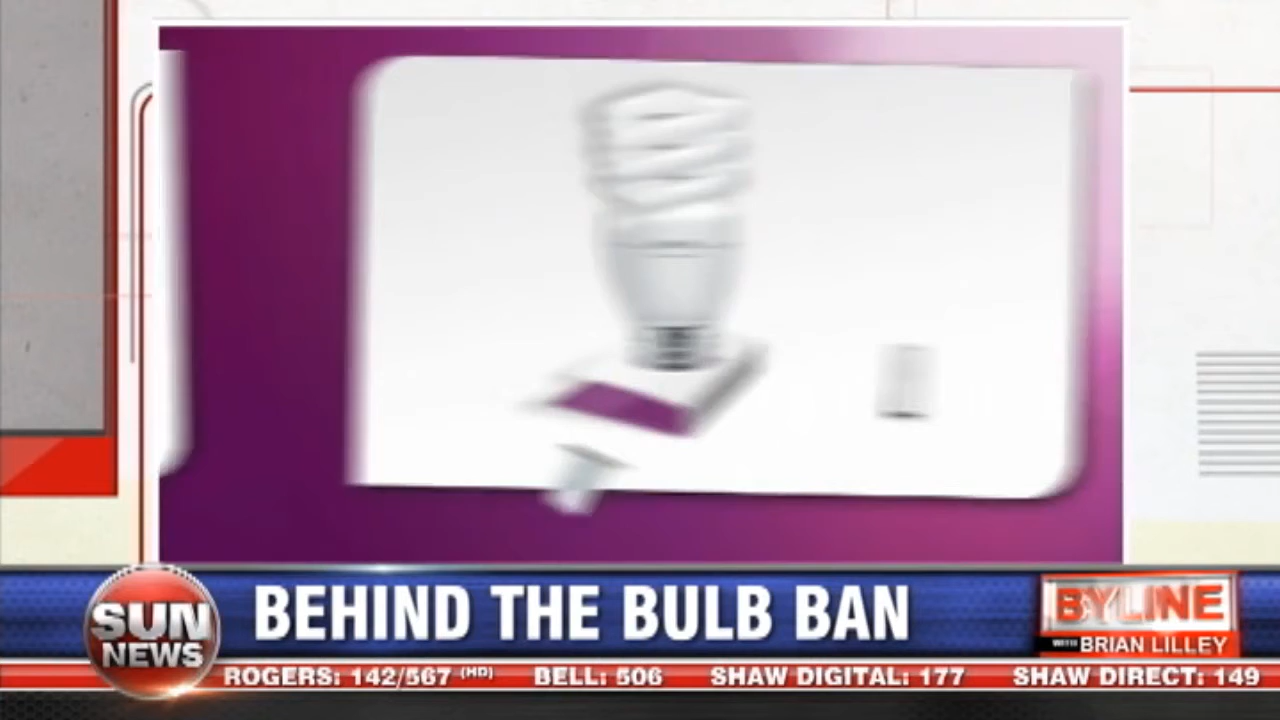 BEHIND THE BULB BAN
SUN
NEWS
BYLINE
WITH BRIAN LILLEY
ROGERS: 142/567 (HD) BELL: 506 SHAW DIGITAL: 177 SHAW DIRECT: 149